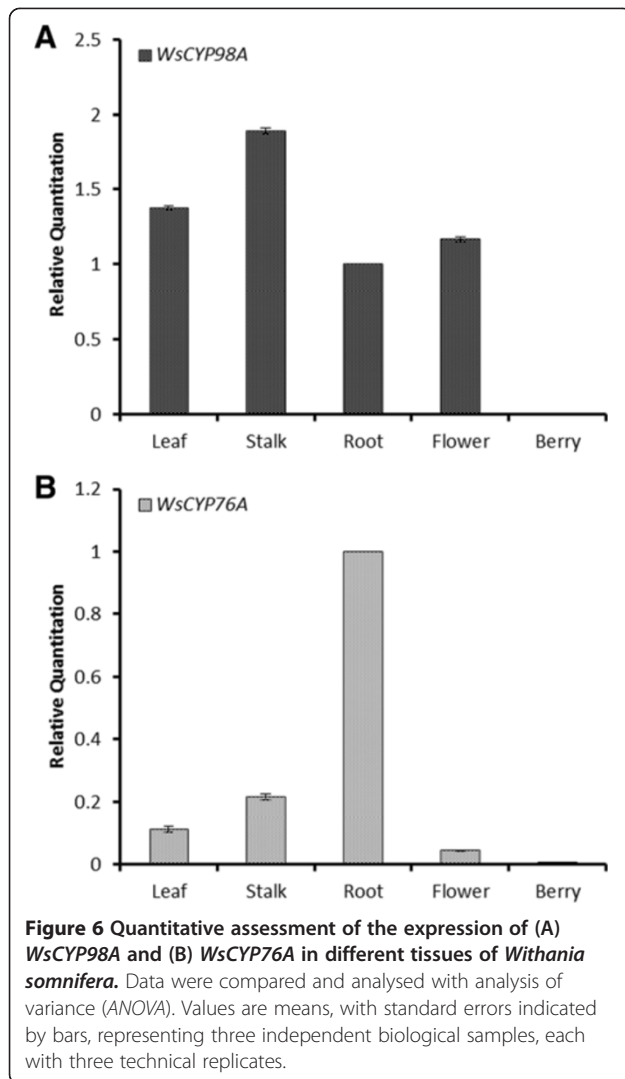 A
2.5
WsCYP98A
2
1.5
1
0.5
0
Relative Quantitation
Leaf Stalk Root Flower Berry
B
1.2
WsCYP76A
1
0.8
0.6
0.4
0.2
0
Relative Quantitation
Leaf Stalk Root Flower Berry
Figure 6 Quantitative assessment of the expression of (A)
WsCYP98A and (B) WsCYP76A in different tissues of Withania
somnifera. Data were compared and analysed with analysis of
variance (ANOVA). Values are means, with standard errors indicated
by bars, representing three independent biological samples, each
with three technical replicates.